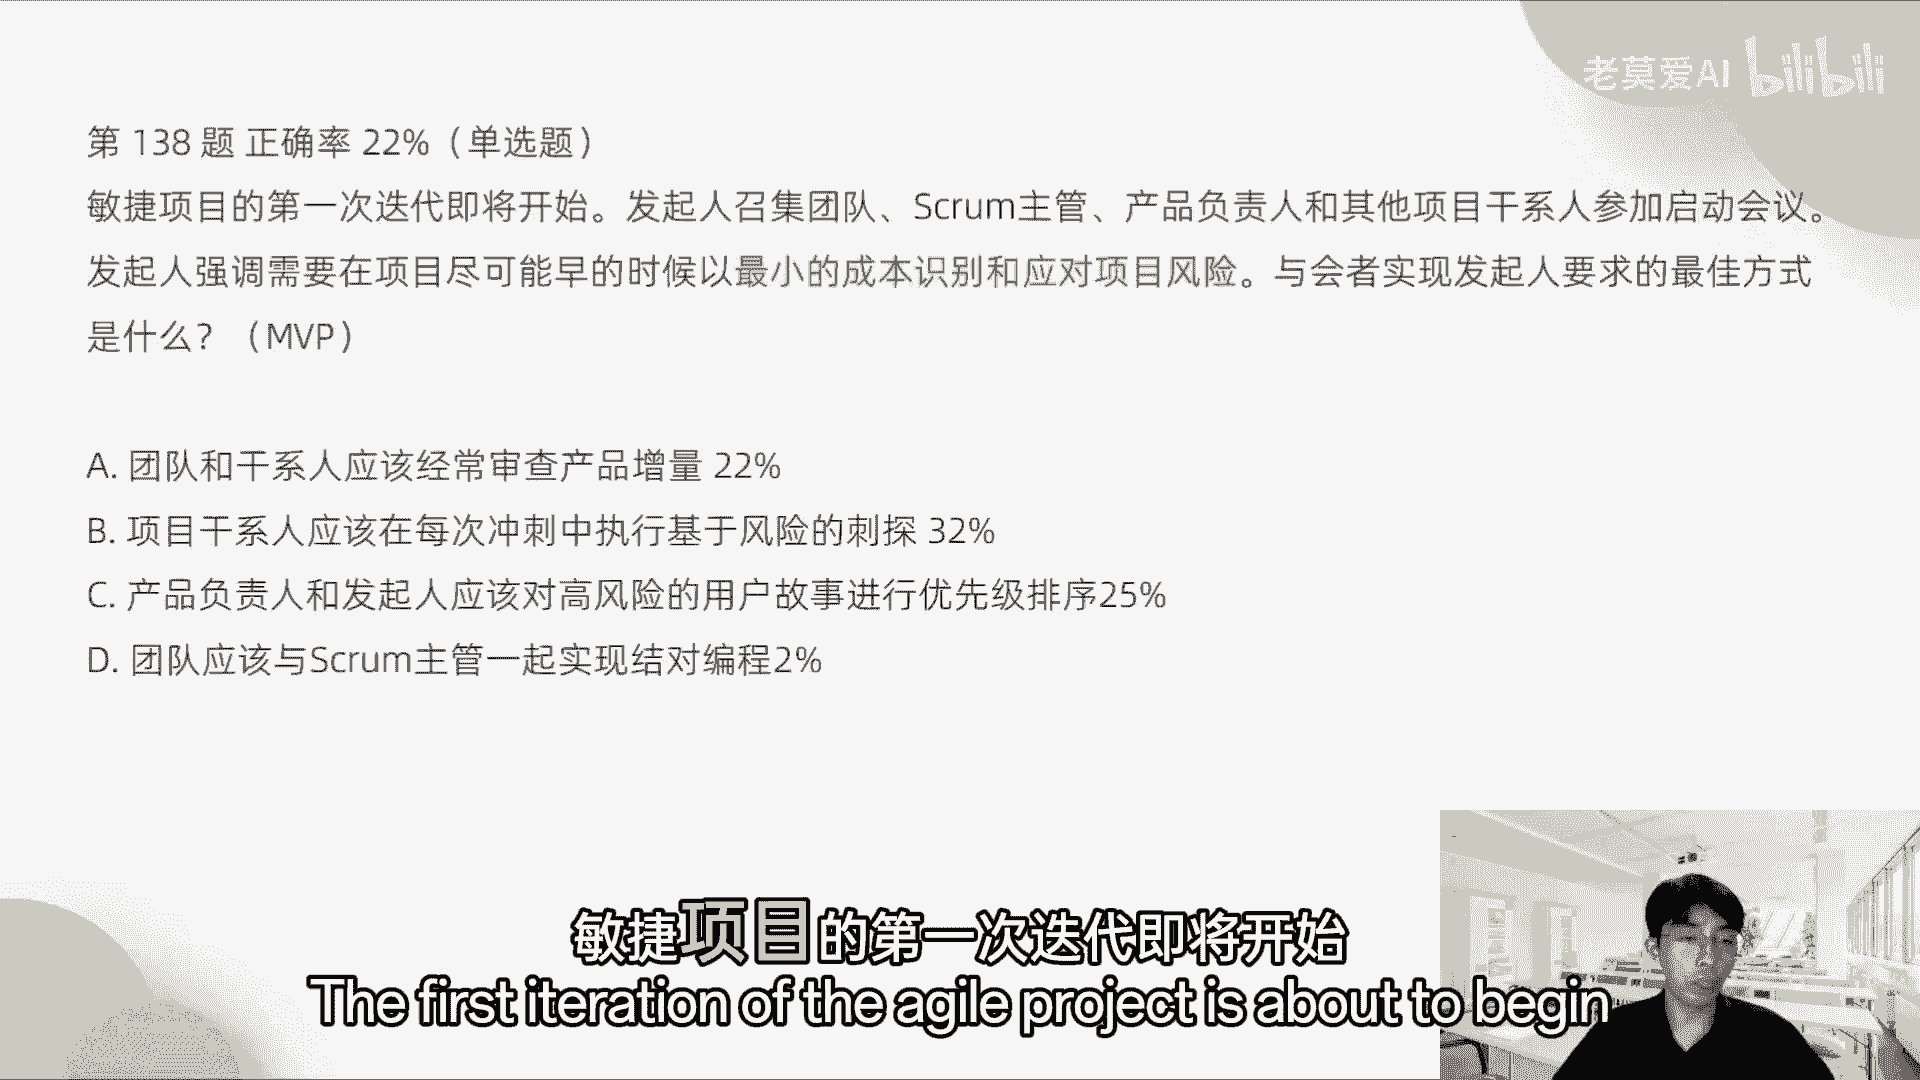 老莫爱AI bilibili
第 138 题 正确率 22%（单选题）
敏捷项目的第一次迭代即将开始。发起人召集团队、Scrum主管、产品负责人和其他项目干系人参加启动会议。
发起人强调需要在项目尽可能早的时候以最小的成本识别和应对项目风险。与会者实现发起人要求的最佳方式
是什么？（MVP）
A. 团队和干系人应该经常审查产品增量 22%
B. 项目干系人应该在每次冲刺中执行基于风险的刺探 32%
C. 产品负责人和发起人应该对高风险的用户故事进行优先级排序25%
D. 团队应该与Scrum主管一起实现结对编程2%
敏捷项目的第一次迭代即将开始
The first iteration of the agile project is about to begin